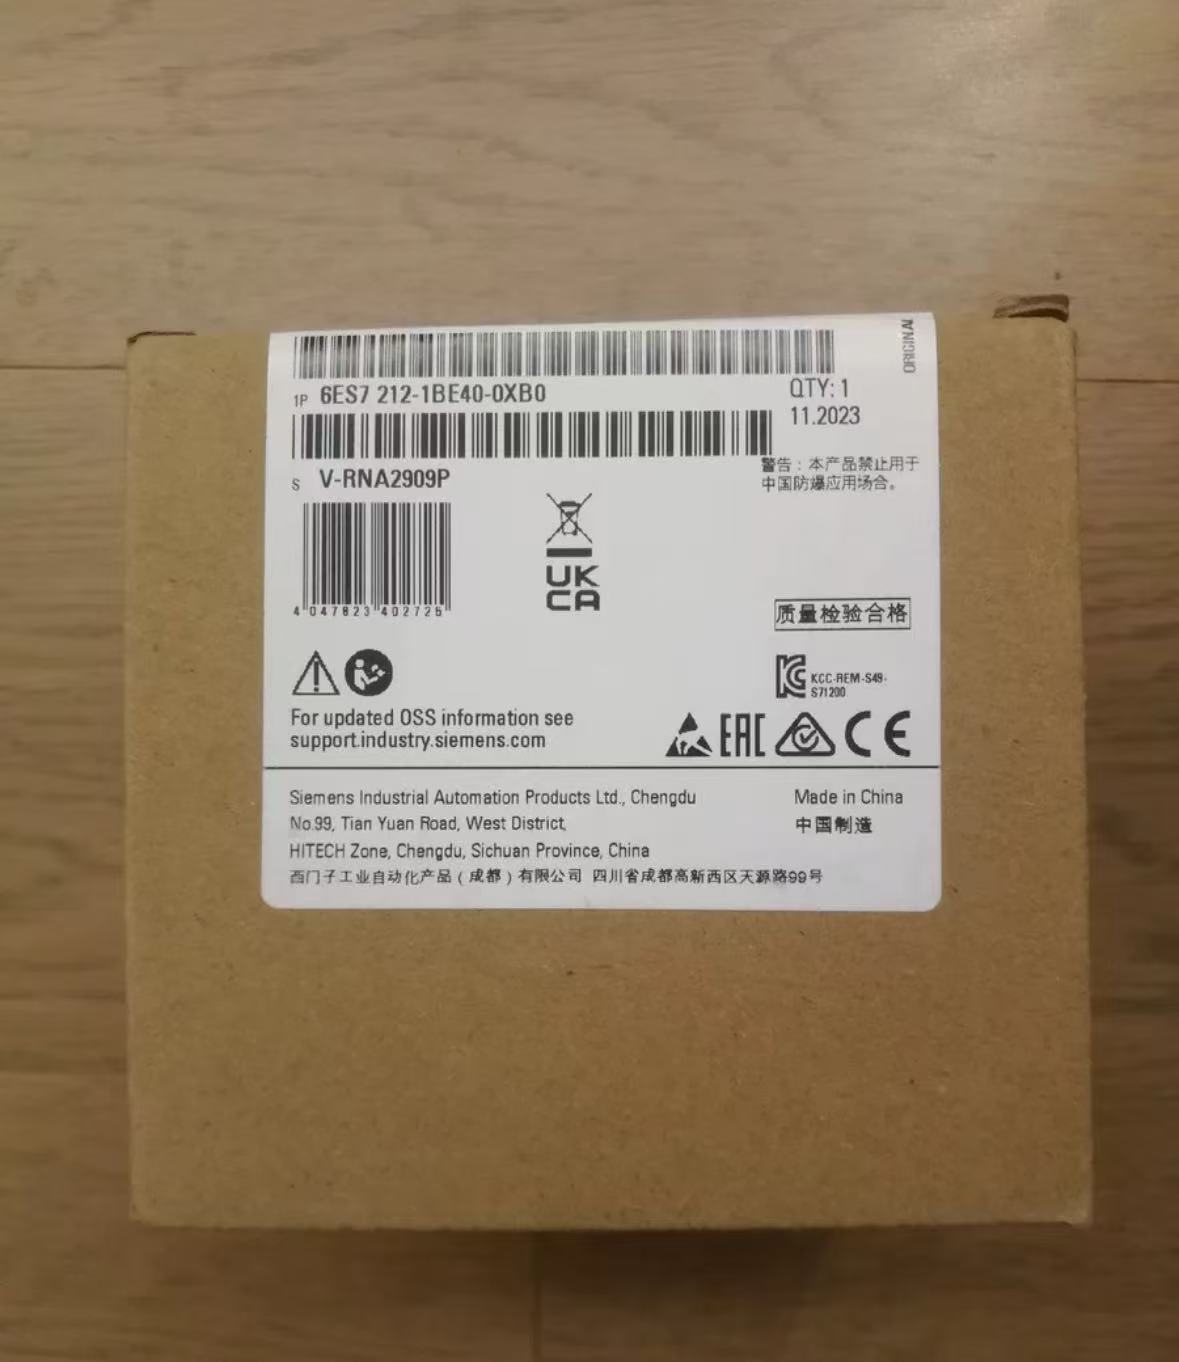 ORIGINAL
1P 6ES7 212-1BE40-0XB0
QTY: 1
11.2023
S V-RNA2909P
警告：本产品禁止用于
中国防爆应用场合。
4 047623 402725
UK
CA
质量检验合格
KCC-REM-S49-
S71200
For updated OSS information see
support.industry.siemens.com
EAC
CE
Siemens Industrial Automation Products Ltd., Chengdu
Made in China
No.99, Tian Yuan Road, West District,
中国制造
HITECH Zone, Chengdu, Sichuan Province, China
西门子工业自动化产品（成都）有限公司 四川省成都高新西区天源路99号